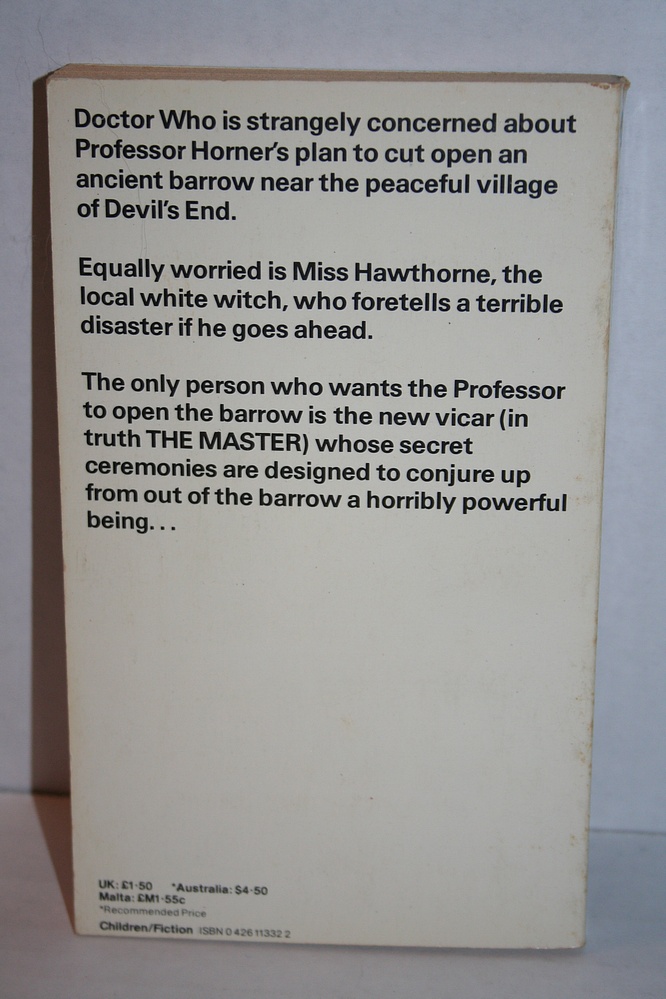 Doctor Who is strangely concerned about
Professor Horner's plan to cut open an
ancient barrow near the peaceful village
of Devil's End.
Equally worried is Miss Hawthorne, the
local white witch, who foretells a terrible
disaster if he goes ahead.
The only person who wants the Professor
to open the barrow is the new vicar (in
truth THE MASTER) whose secret
ceremonies are designed to conjure up
from out of the barrow a horribly powerful
being...
UK: £1·50 *Australia: $4·50
Malta: £M1·55c
*Recommended Price
Children/Fiction ISBN 0 426 11332 2